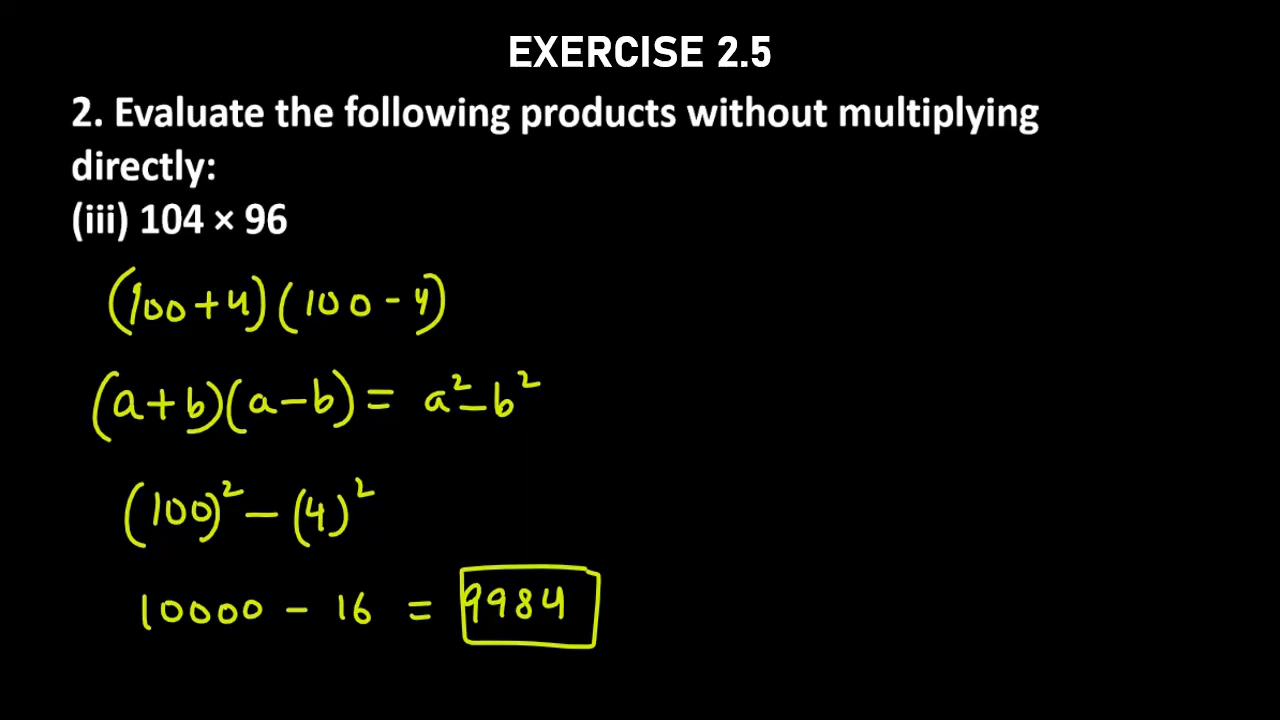 EXERCISE 2.5
2. Evaluate the following products without multiplying
directly:
(iii) 104 × 96
(100 + 4) (100 - 4)
(a + b)(a - b) = a² - b²
(100)² - (4)²
10000 - 16 = 9984